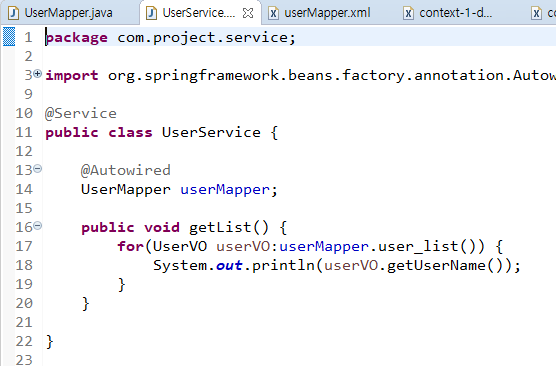 UserMapper.java UserService.... userMapper.xml context-1-d... co
1 package com.project.service;
2
3 import org.springframework.beans.factory.annotation.Autow
9
10 @Service
11 public class UserService {
12
13 @Autowired
14 UserMapper userMapper;
15
16 public void getList() {
17 for(UserVO userVO:userMapper.user_list()) {
18 System.out.println(userVO.getUserName());
19 }
20 }
21
22 }
23